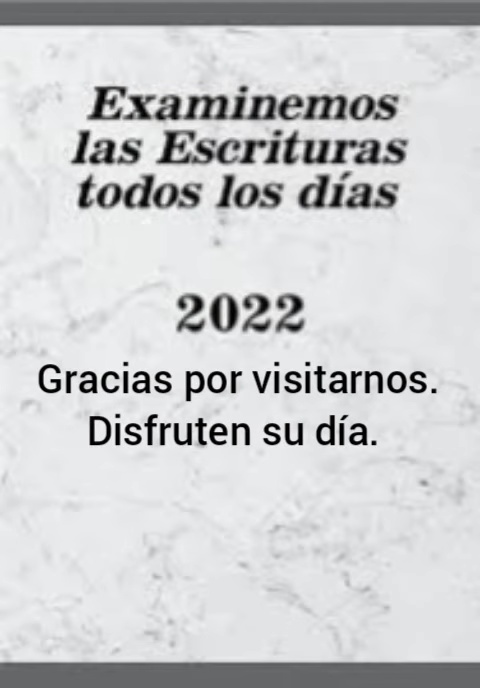 Examinemos
las Escrituras
todos los días
2022
Gracias por visitarnos.
Disfruten su día.